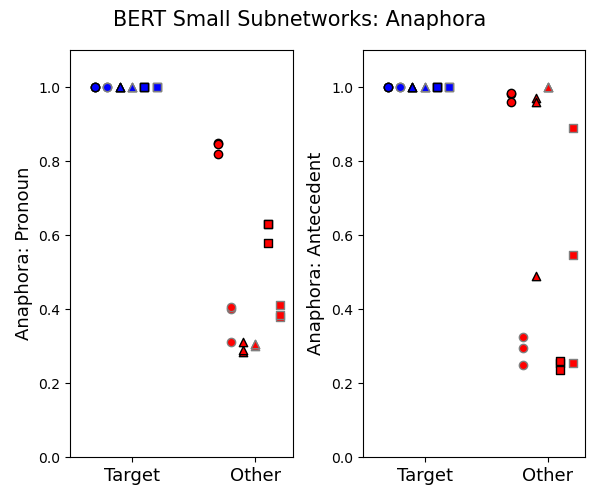 BERT Small Subnetworks: Anaphora
Anaphora: Pronoun
1.0
0.8
0.6
0.4
0.2
0.0
Target Other
Anaphora: Antecedent
1.0
0.8
0.6
0.4
0.2
0.0
Target Other